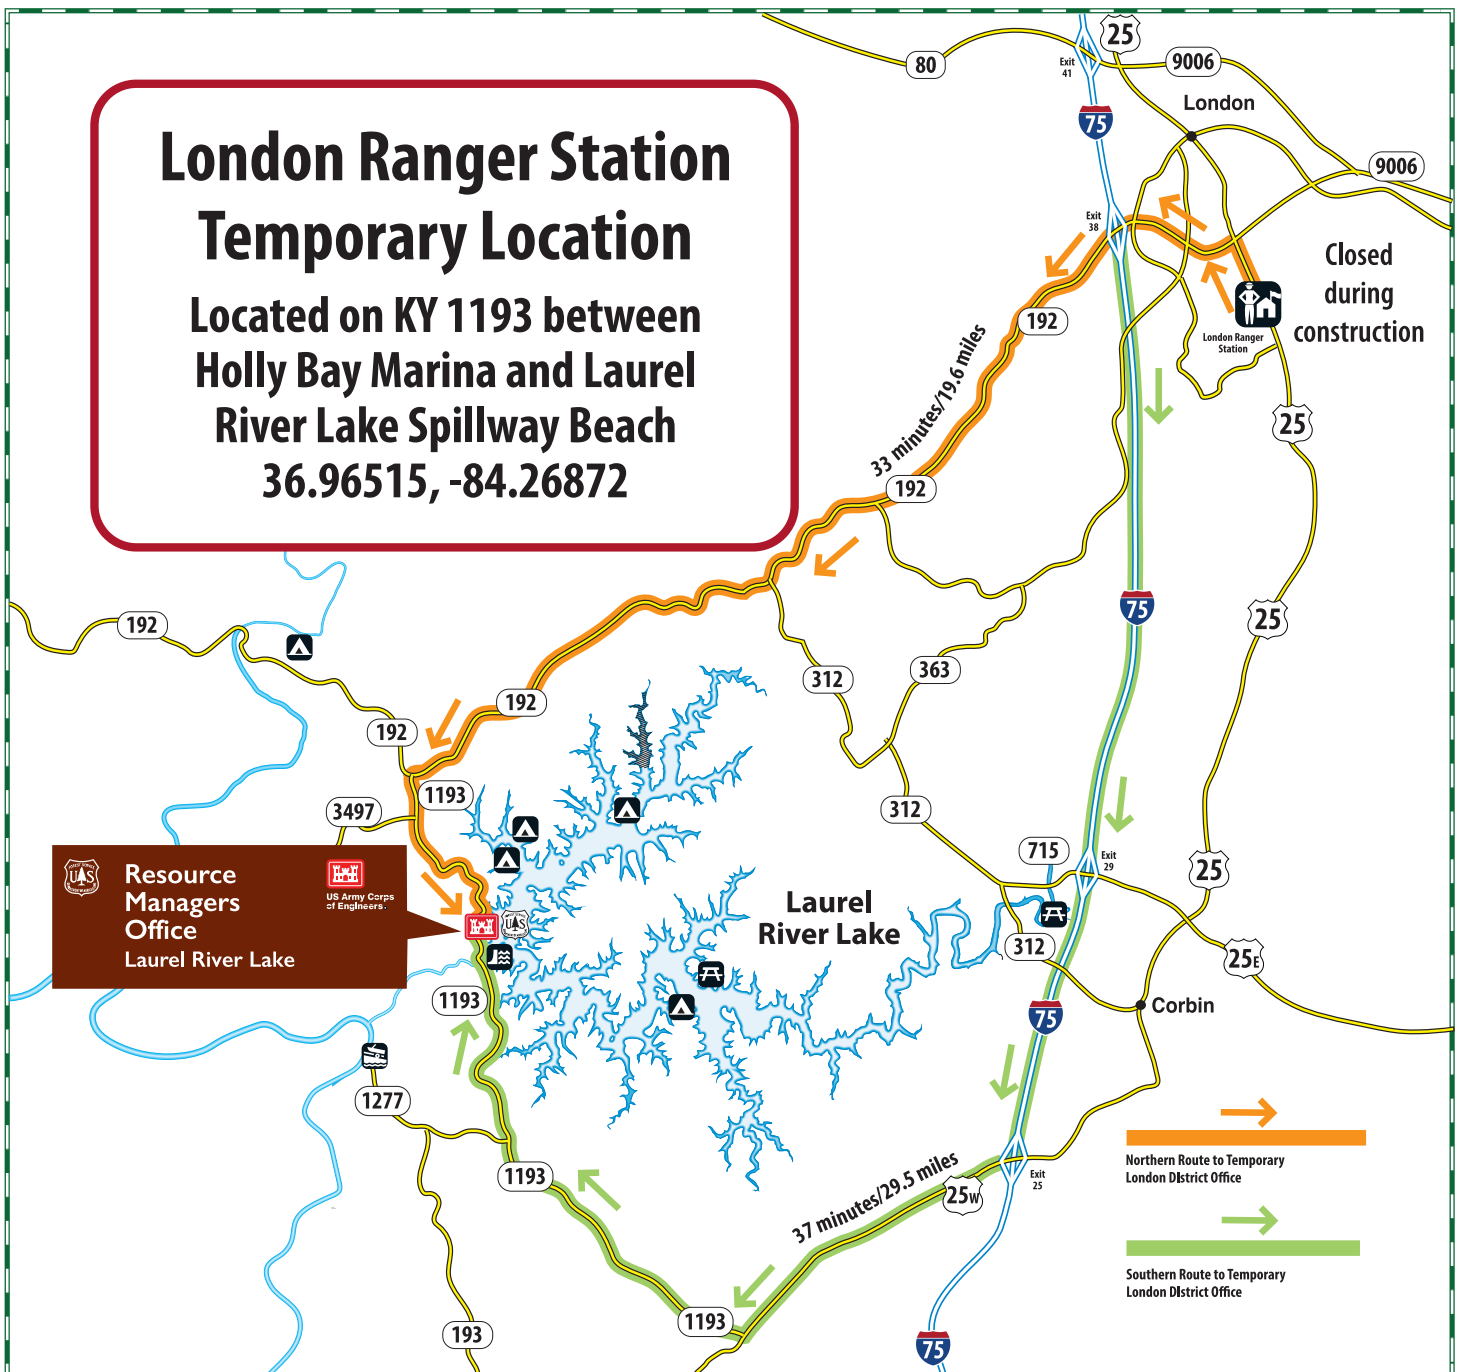 London Ranger Station
Temporary Location
Located on KY 1193 between
Holly Bay Marina and Laurel
River Lake Spillway Beach
36.96515, -84.26872
25
80
Exit
41
9006
London
75
9006
Exit
38
Closed
during
construction
192
London Ranger
Station
33 minutes/19.6 miles
25
192
75
25
192
312
363
192
192
1193
3497
312
715
Exit
29
25
US
Resource
Managers
Office
Laurel River Lake
US Army Corps
of Engineers.
US
Laurel
River Lake
312
25E
1193
75
Corbin
1277
Northern Route to Temporary
London District Office
1193
37 minutes/29.5 miles
25W
Exit
25
Southern Route to Temporary
London District Office
1193
193
75